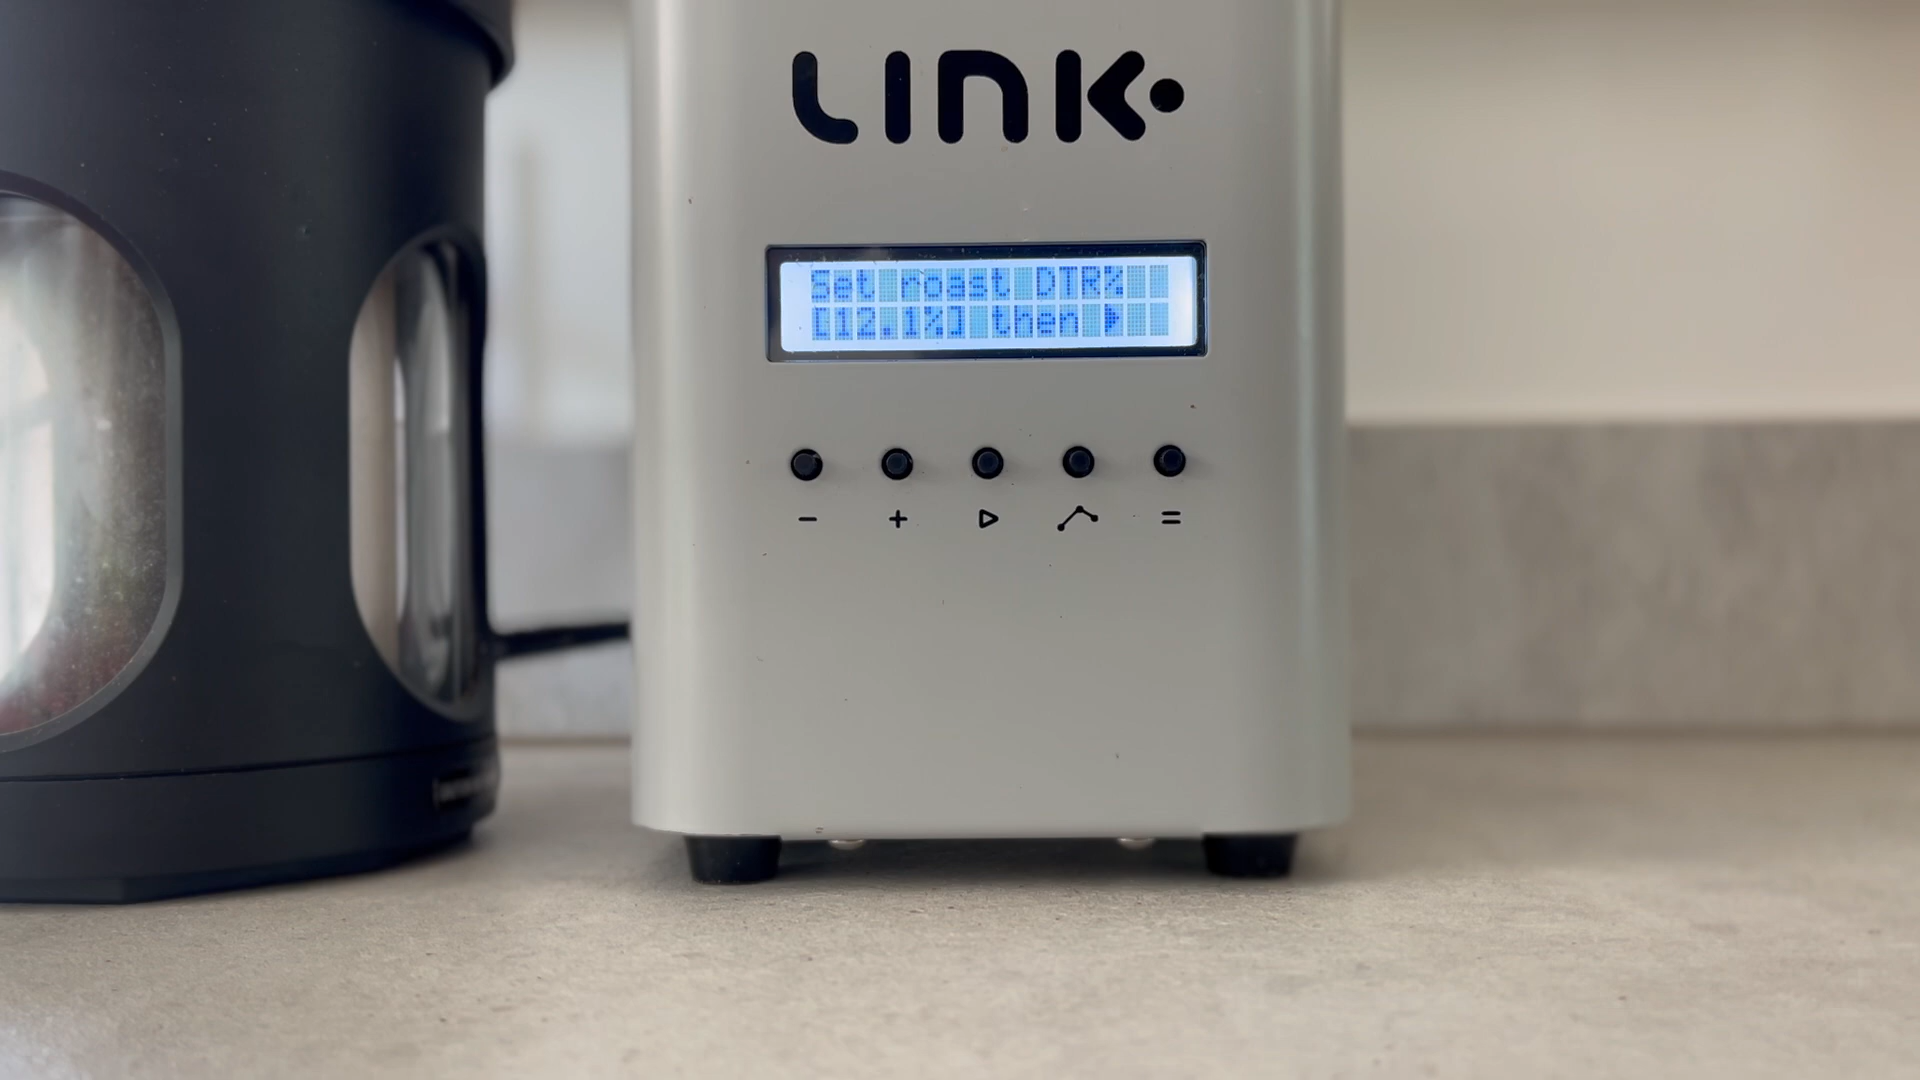 LINK
Set roast DTR%
[12.1%] then ▶
- + ▷ =